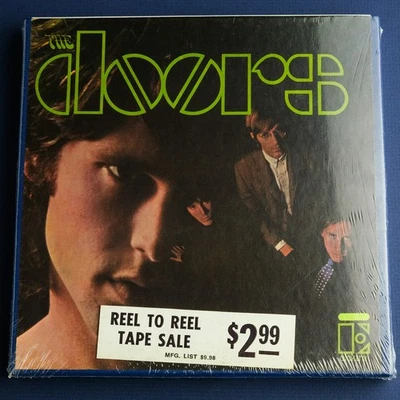 THE
doors
REEL TO REEL
TAPE SALE
$2.99
MFG. LIST $9.98